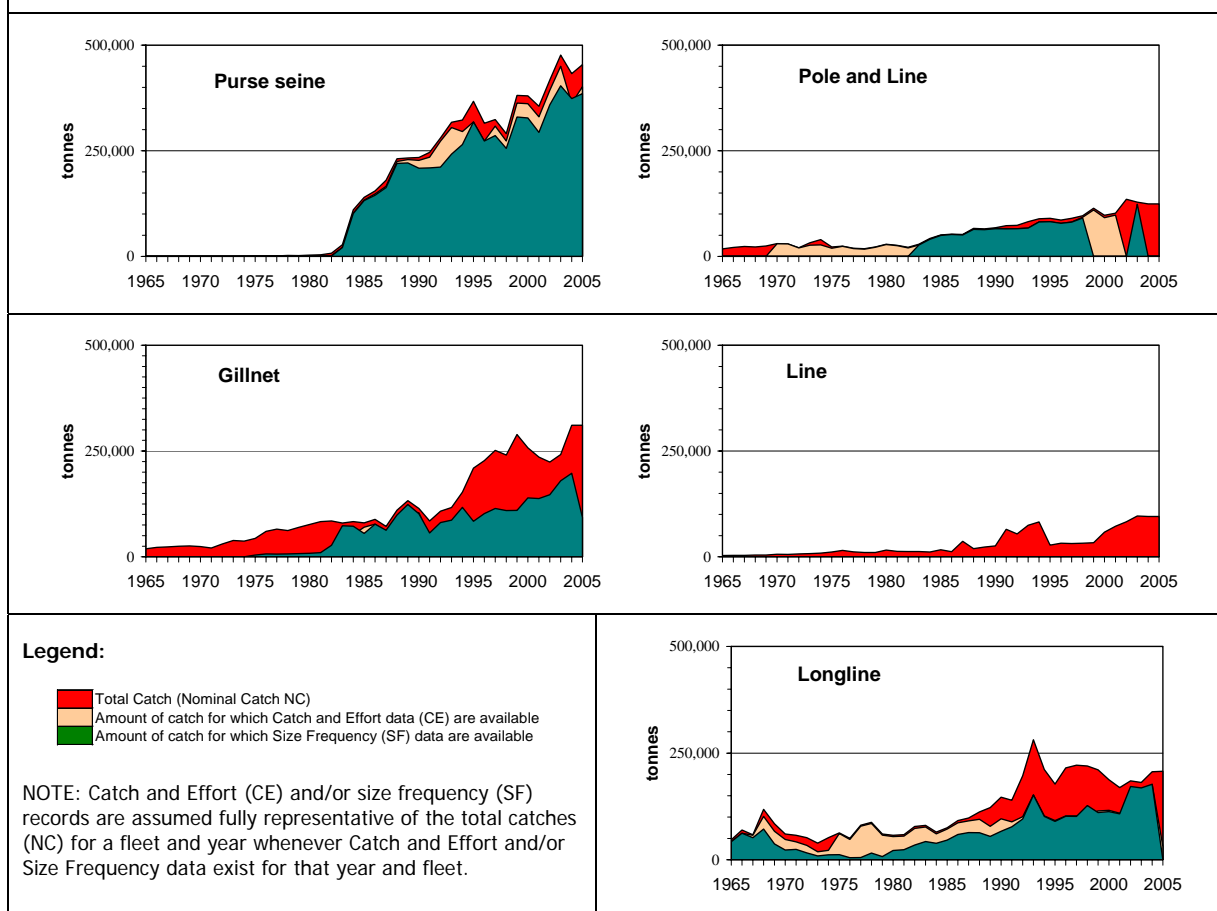 500,000
Purse seine
250,000
tonnes
0
1965 1970 1975 1980 1985 1990 1995 2000 2005
500,000
Pole and Line
250,000
tonnes
0
1965 1970 1975 1980 1985 1990 1995 2000 2005
500,000
Gillnet
250,000
tonnes
0
1965 1970 1975 1980 1985 1990 1995 2000 2005
500,000
Line
250,000
tonnes
0
1965 1970 1975 1980 1985 1990 1995 2000 2005
Legend:
Total Catch (Nominal Catch NC)
Amount of catch for which Catch and Effort data (CE) are available
Amount of catch for which Size Frequency (SF) data are available
NOTE: Catch and Effort (CE) and/or size frequency (SF)
records are assumed fully representative of the total catches
(NC) for a fleet and year whenever Catch and Effort and/or
Size Frequency data exist for that year and fleet.
500,000
Longline
250,000
tonnes
0
1965 1970 1975 1980 1985 1990 1995 2000 2005